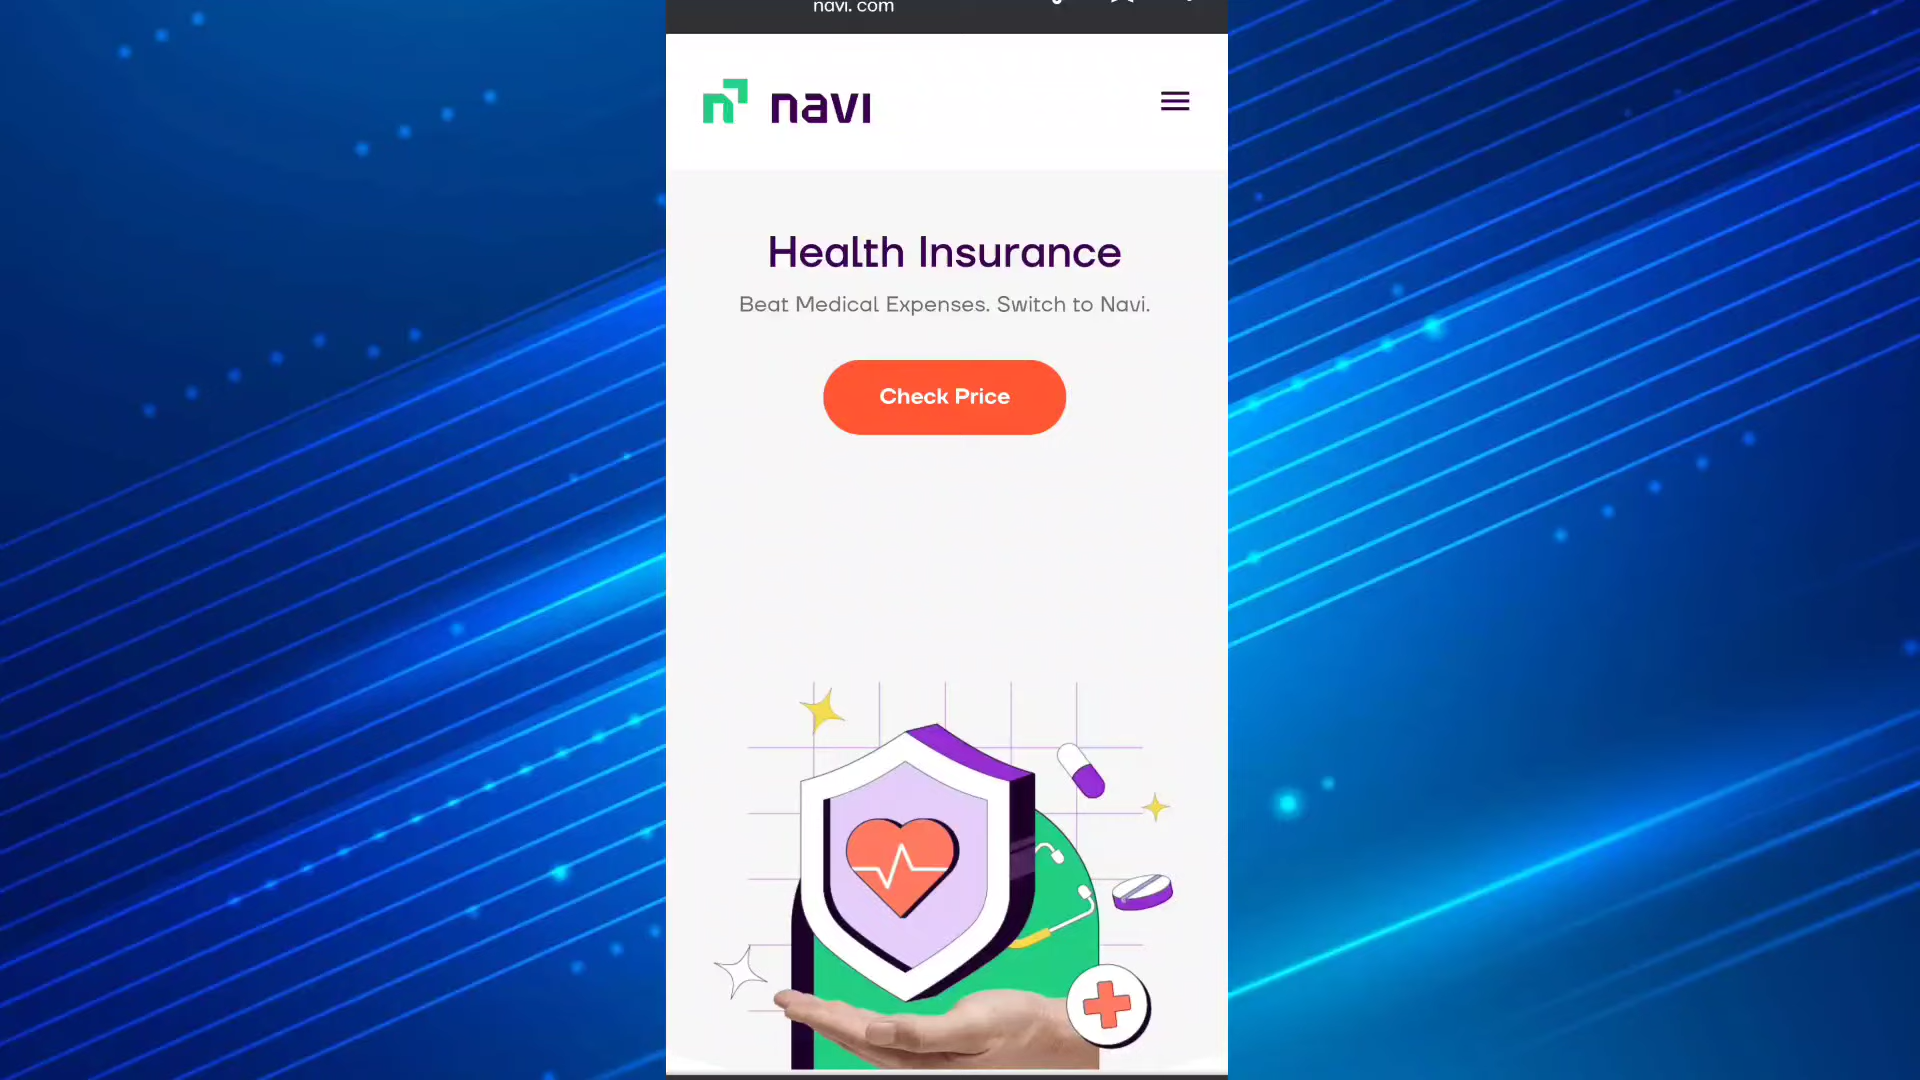 navi. com
navi
Health Insurance
Beat Medical Expenses. Switch to Navi.
Check Price